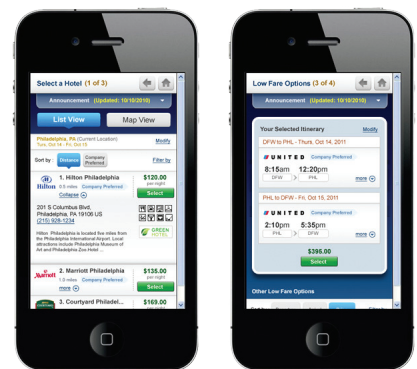 Select a Hotel (1 of 3)
Announcement (Updated: 10/15/2010)
List View
Map View
Philadelphia, PA (Current Location)
Modify
Thurs, Oct 14 - Fri, Oct 15
Sort by:
Distance
Company Preferred
Filter by
Hilton
1. Hilton Philadelphia
$120.00
per night
0.5 miles
Company Preferred
Collapse
Select
201 S Columbus Blvd,
Philadelphia, PA 19106 US
(215) 928-1234
GREEN HOTEL
Hilton Philadelphia is located five miles from
the Philadelphia International Airport. Local
attractions include Philadelphia Museum of
Art and Philadelphia Zoo Hotel ...
Marriott
2. Marriott Philadelphia
$135.00
per night
1.0 miles
Company Preferred
more
Select
3. Courtyard Philadel...
$169.00
Low Fare Options (3 of 4)
Announcement (Updated: 10/15/2010)
Your Selected Itinerary
Modify
DFW to PHL - Thurs. Oct 14, 2011
UNITED
Company Preferred
8:15am
12:20pm
DFW
PHL
more
PHL to DFW - Fri, Oct 15, 2011
UNITED
Company Preferred
2:10pm
5:35pm
PHL
DFW
more
$395.00
Select
Other Low Fare Options